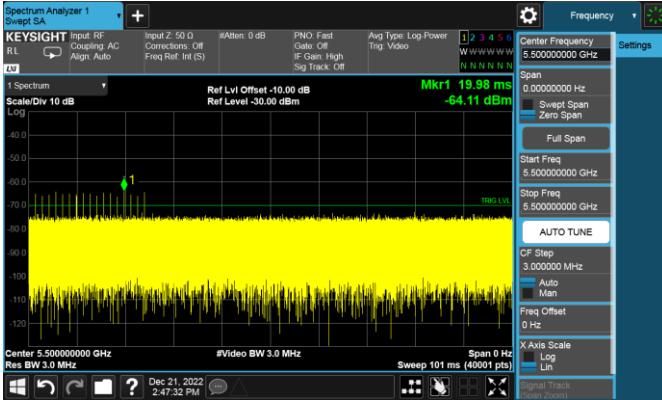 Spectrum Analyzer 1
Swept SA
+
Frequency
KEYSIGHT
Input: RF
Input Z: 50 Ω
#Atten: 0 dB
PNO: Fast
Avg Type: Log-Power
1 2 3 4 5 6
RL
Coupling: AC
Corrections: Off
Gate: Off
Trig: Video
W W W W W W
Align: Auto
Freq Ref: Int (S)
IF Gain: High
Sig Track: Off
N N N N N N
LXI
1 Spectrum
Ref Lvl Offset -10.00 dB
Mkr1 19.98 ms
Scale/Div 10 dB
Ref Level -30.00 dBm
-64.11 dBm
Log
-40.0
-50.0
-60.0
1
-70.0
TRIG LVL
-80.0
-90.0
-100
-110
-120
Center 5.500000000 GHz
#Video BW 3.0 MHz
Span 0 Hz
Res BW 3.0 MHz
Sweep 101 ms (40001 pts)
Dec 21, 2022
2:47:32 PM
?
Center Frequency
5.500000000 GHz
Settings
Span
0.00000000 Hz
Swept Span
Zero Span
Full Span
Start Freq
5.500000000 GHz
Stop Freq
5.500000000 GHz
AUTO TUNE
CF Step
3.000000 MHz
Auto
Man
Freq Offset
0 Hz
X Axis Scale
Log
Lin
Signal Track
(Span Zoom)